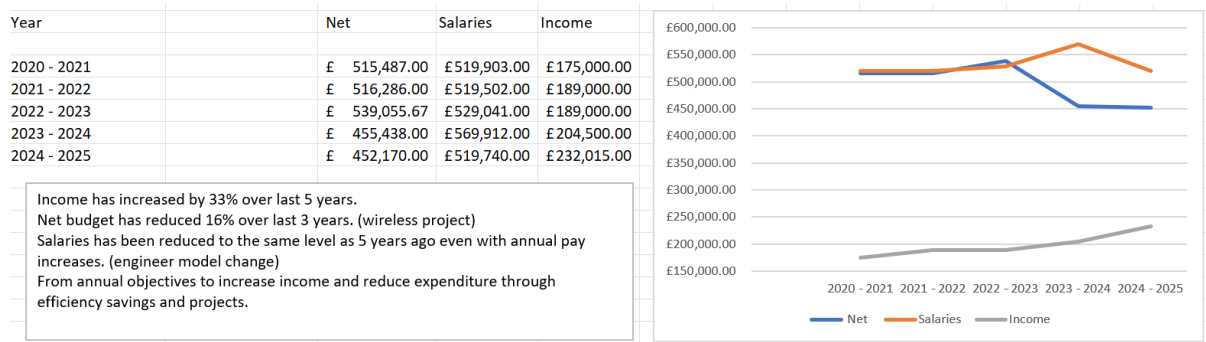 Year Net Salaries Income
2020 - 2021 £ 515,487.00 £519,903.00 £175,000.00
2021 - 2022 £ 516,286.00 £519,502.00 £189,000.00
2022 - 2023 £ 539,055.67 £529,041.00 £189,000.00
2023 - 2024 £ 455,438.00 £569,912.00 £204,500.00
2024 - 2025 £ 452,170.00 £519,740.00 £232,015.00
Income has increased by 33% over last 5 years.
Net budget has reduced 16% over last 3 years. (wireless project)
Salaries has been reduced to the same level as 5 years ago even with annual pay
increases. (engineer model change)
From annual objectives to increase income and reduce expenditure through
efficiency savings and projects.
£600,000.00
£550,000.00
£500,000.00
£450,000.00
£400,000.00
£350,000.00
£300,000.00
£250,000.00
£200,000.00
£150,000.00
2020 - 2021 2021 - 2022 2022 - 2023 2023 - 2024 2024 - 2025
Net Salaries Income